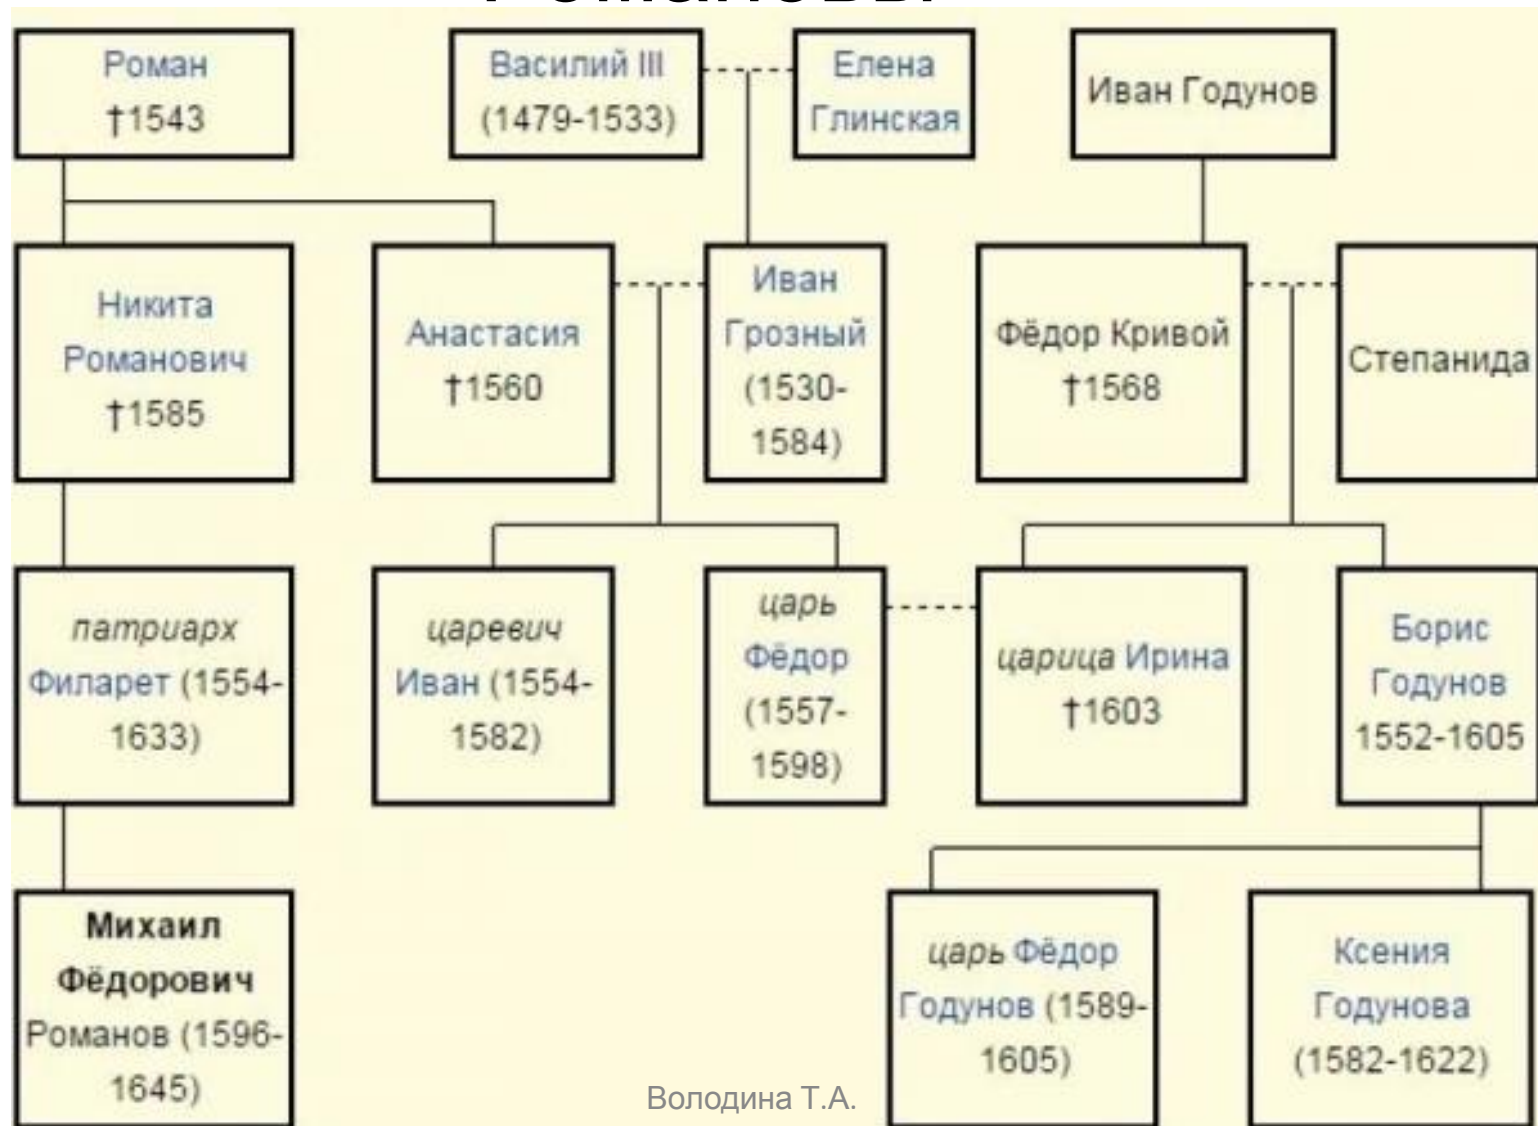 Романовы
Роман
†1543
Василий III
(1479-1533)
Елена
Глинская
Иван Годунов
Никита
Романович
†1585
Анастасия
†1560
Иван
Грозный
(1530-
1584)
Фёдор Кривой
†1568
Степанида
патриарх
Филарет (1554-
1633)
царевич
Иван (1554-
1582)
царь
Фёдор
(1557-
1598)
царица Ирина
†1603
Борис
Годунов
1552-1605
Михаил
Фёдорович
Романов (1596-
1645)
царь Фёдор
Годунов (1589-
1605)
Ксения
Годунова
(1582-1622)
Володина Т.А.